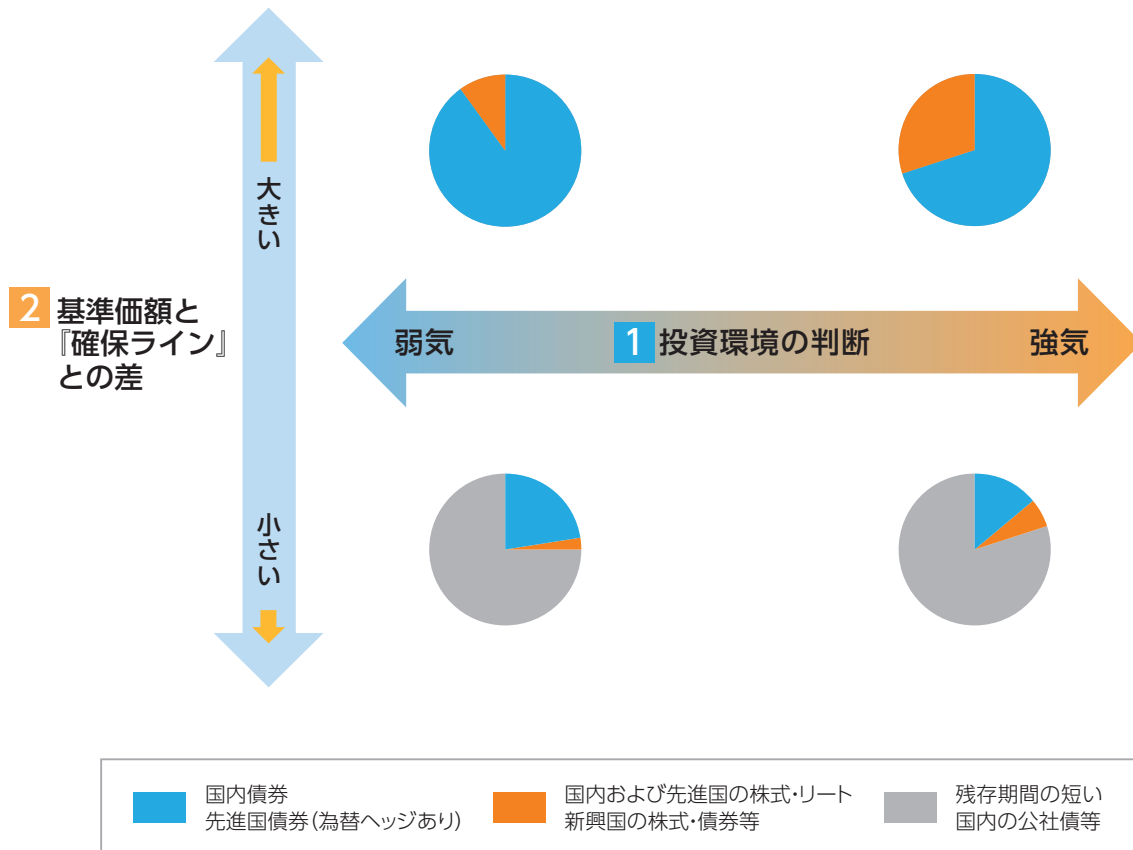 大きい
2 基準価額と
『確保ライン』
との差
弱気
1 投資環境の判断
強気
小さい
国内債券
先進国債券(為替ヘッジあり)
国内および先進国の株式・リート
新興国の株式・債券等
残存期間の短い
国内の公社債等